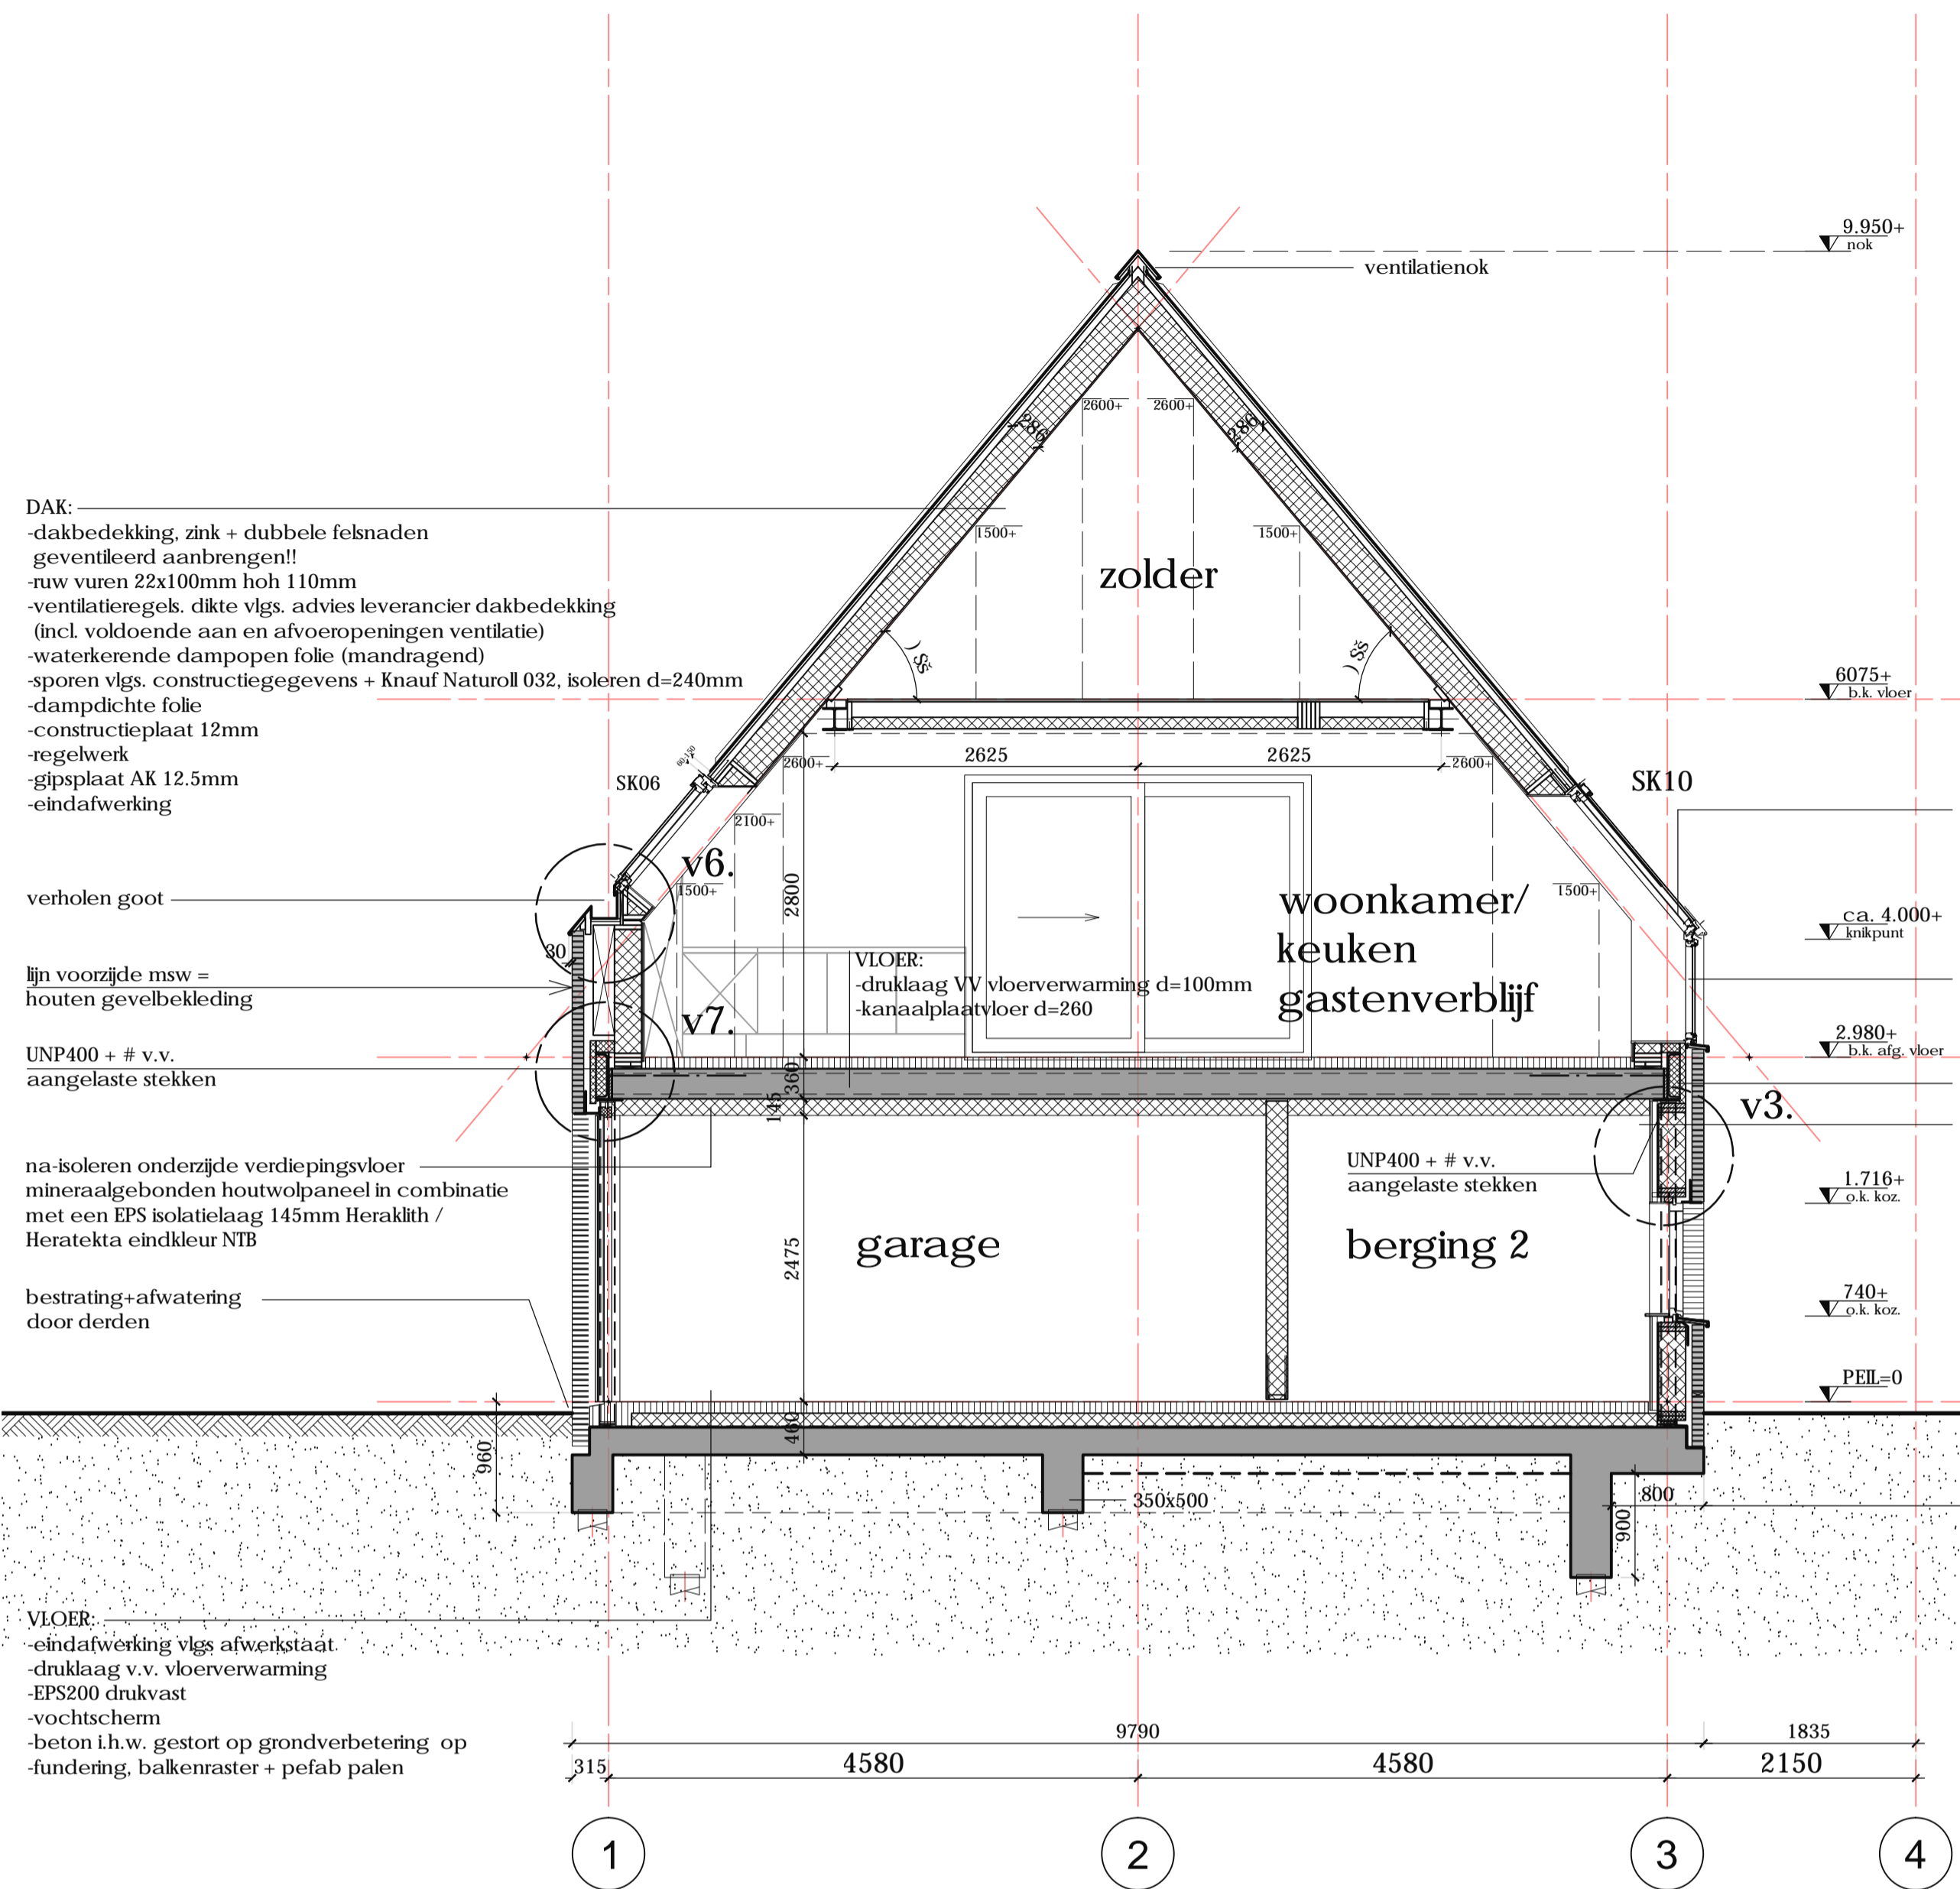 9.950+
nok
ventilatienok
2600+
2600+
286
286
DAK:
-dakbedekking, zink + dubbele felsnaden
geventileerd aanbrengen!!
-ruw vuren 22x100mm hoh 110mm
-ventilatieregels. dikte vlgs. advies leverancier dakbedekking
(incl. voldoende aan en afvoeropeningen ventilatie)
-waterkerende dampopen folie (mandragend)
-sporen vlgs. constructiegegevens + Knauf Naturoll 032, isoleren d=240mm
-dampdichte folie
-constructieplaat 12mm
-regelwerk
-gipsplaat AK 12.5mm
-eindafwerking
1500+
1500+
zolder
6075+
b.k. vloer
2625
2625
2600+
2600+
SK06
SK10
2100+
v6.
1500+
2800
woonkamer/
keuken
gastenverblijf
1500+
verholen goot
ca. 4.000+
knikpunt
30
lijn voorzijde msw =
houten gevelbekleding
VLOER:
-druklaag VV vloerverwarming d=100mm
-kanaalplaatvloer d=260
v7.
UNP400 + # v.v.
aangelaste stekken
2.980+
b.k. afg. vloer
360
145
v3.
na-isoleren onderzijde verdiepingsvloer
mineraalgebonden houtwolpaneel in combinatie
met een EPS isolatielaag 145mm Heraklith /
Heratekta eindkleur NTB
UNP400 + # v.v.
aangelaste stekken
1.716+
o.k. koz.
2475
garage
berging 2
bestrating+afwatering
door derden
740+
o.k. koz.
PEIL=0
460
960
350x500
800
900
VLOER:
-eindafwerking vlgs afwerkstaat
-druklaag v.v. vloerverwarming
-EPS200 drukvast
-vochtscherm
-beton i.h.w. gestort op grondverbetering op
-fundering, balkenraster + pefab palen
9790
1835
315
4580
4580
2150
1
2
3
4